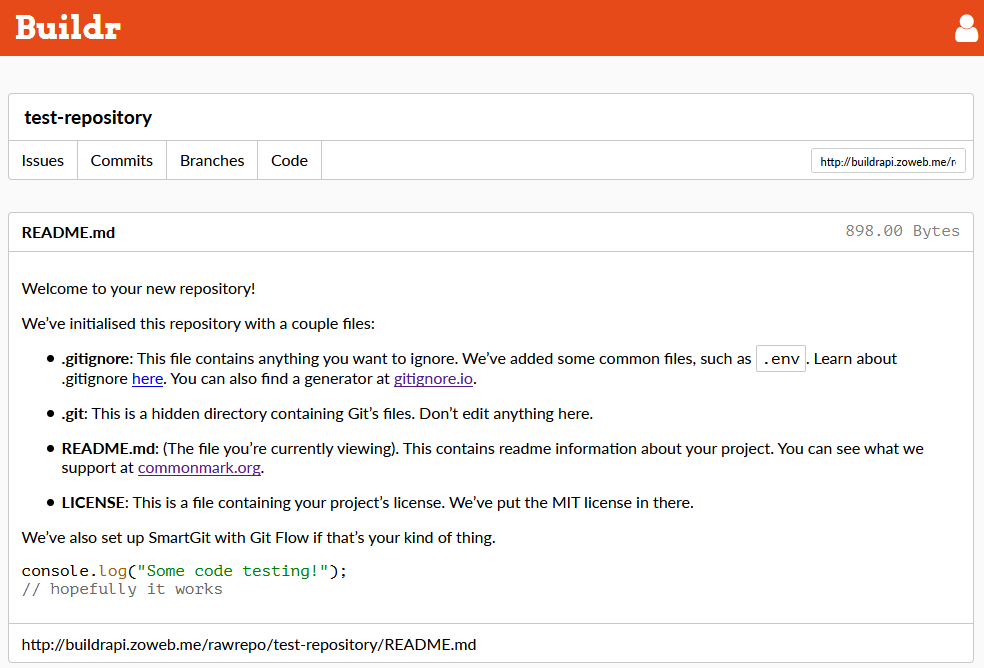 Buildr
test-repository
Issues Commits Branches Code http://buildrapi.zoweb.me/r
README.md 898.00 Bytes
Welcome to your new repository!
We’ve initialised this repository with a couple files:
• .gitignore: This file contains anything you want to ignore. We’ve added some common files, such as .env. Learn about
.gitignore here. You can also find a generator at gitignore.io.
• .git: This is a hidden directory containing Git’s files. Don’t edit anything here.
• README.md: (The file you’re currently viewing). This contains readme information about your project. You can see what we
support at commonmark.org.
• LICENSE: This is a file containing your project’s license. We’ve put the MIT license in there.
We’ve also set up SmartGit with Git Flow if that’s your kind of thing.
console.log("Some code testing!");
// hopefully it works
http://buildrapi.zoweb.me/rawrepo/test-repository/README.md